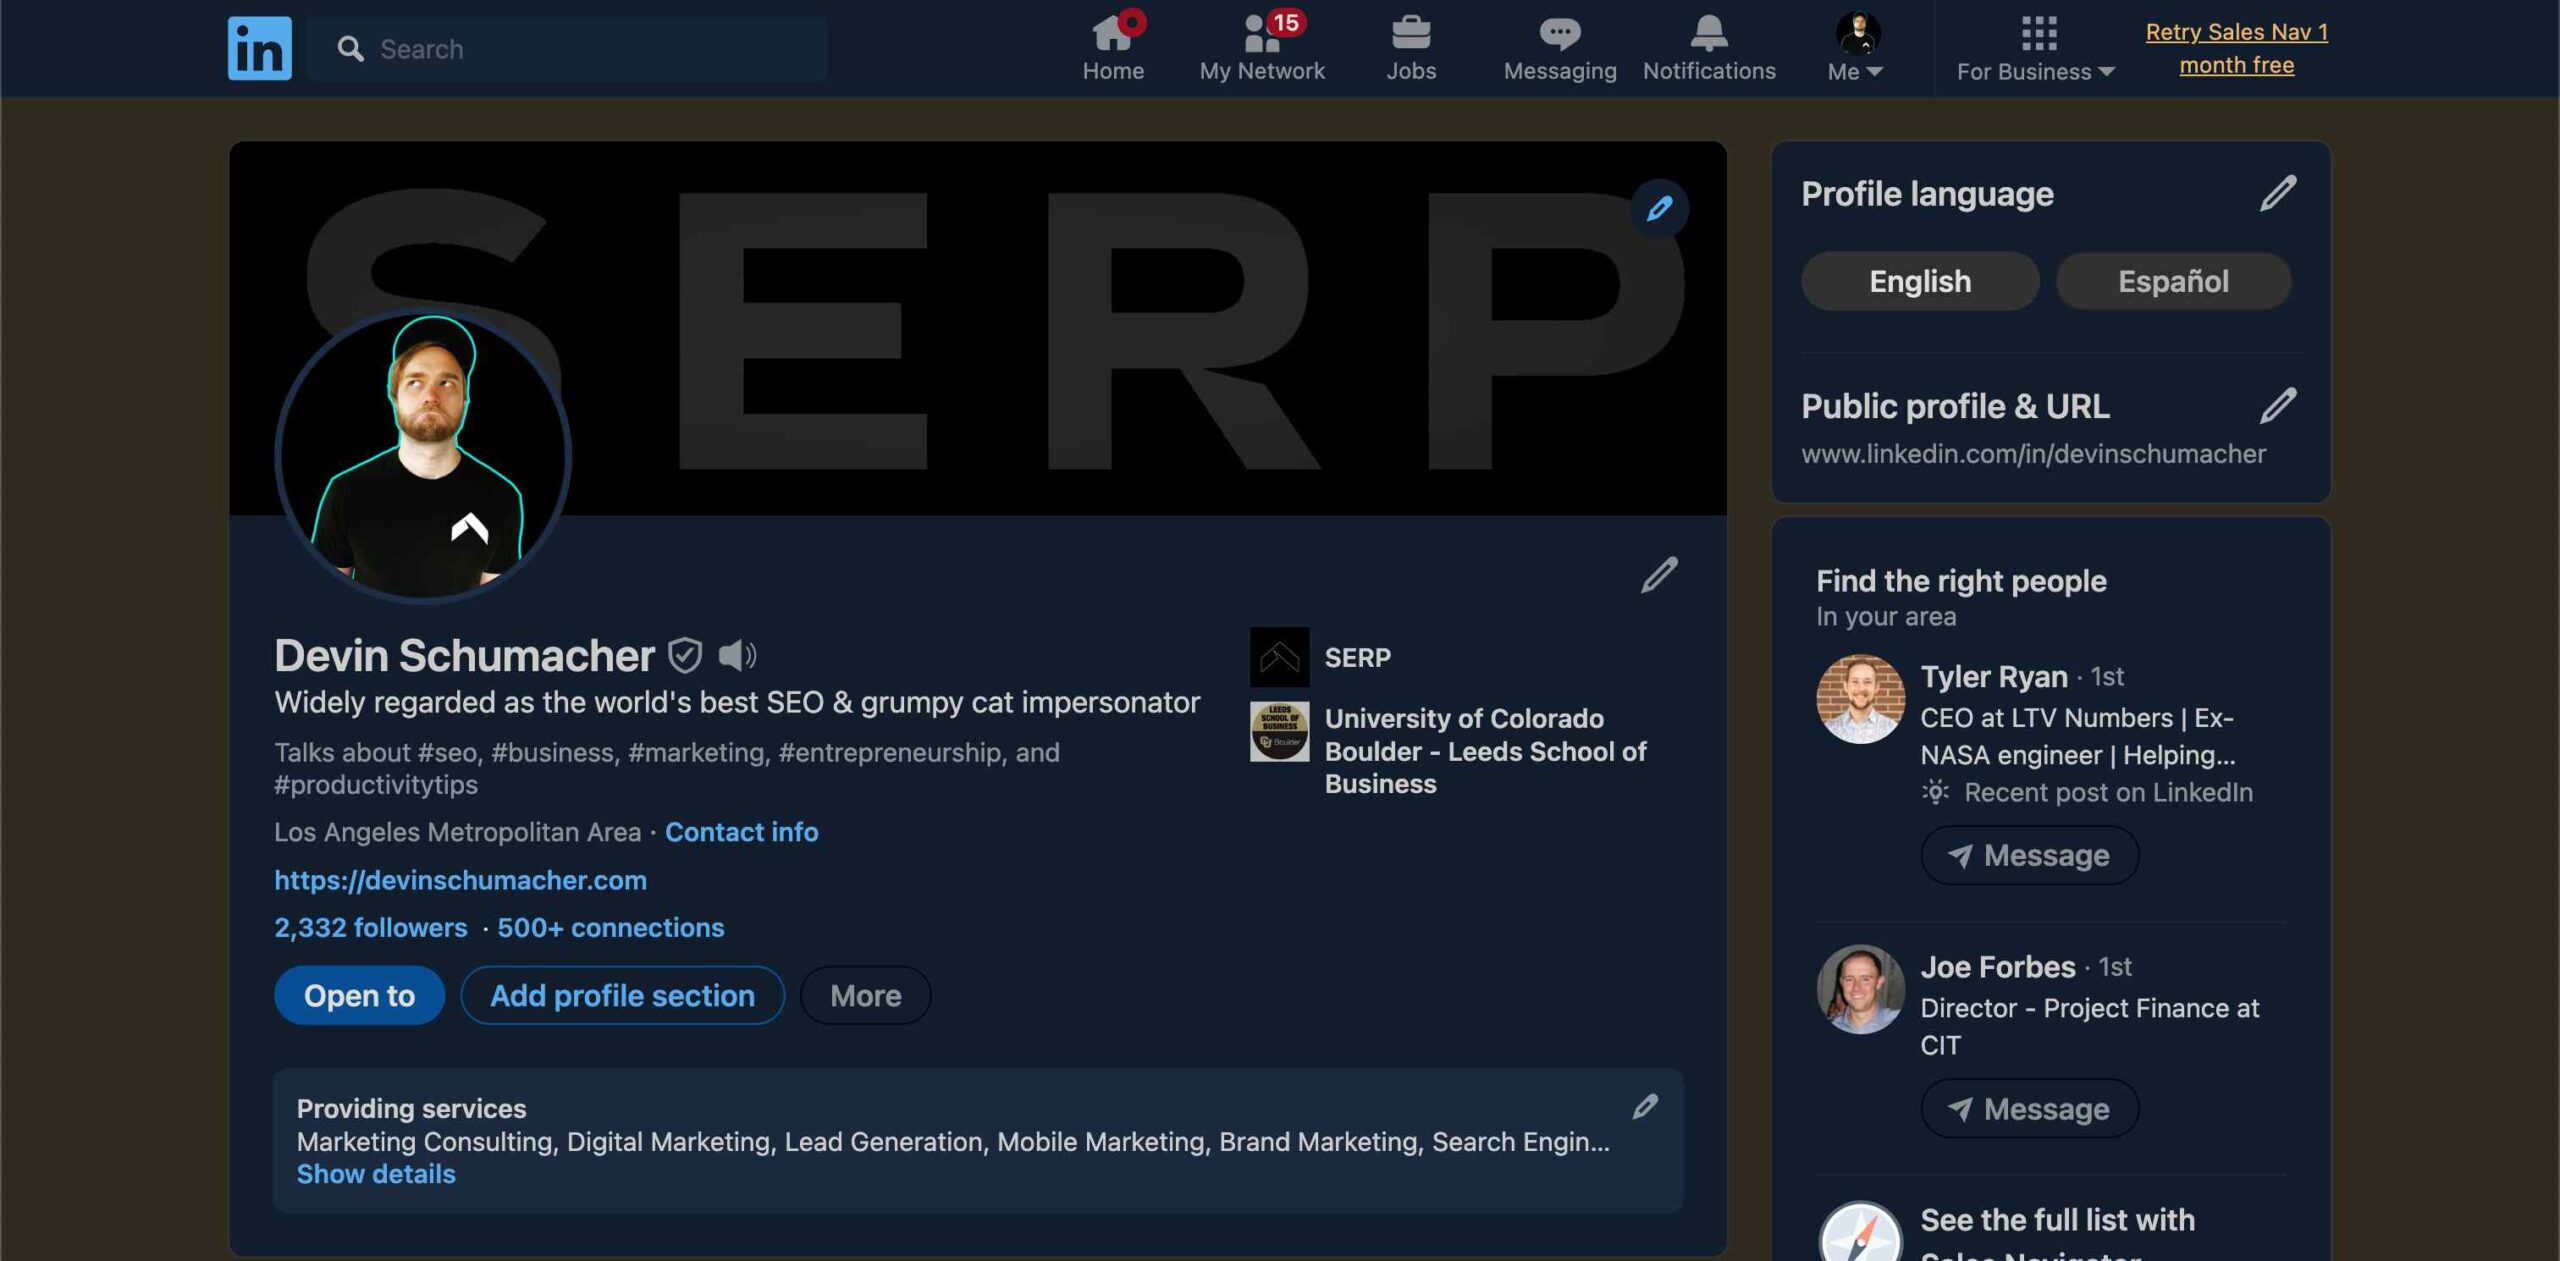 in
Search
Home
15
My Network
Jobs
Messaging
Notifications
Me
For Business
Retry Sales Nav 1
month free
SERP
Devin Schumacher
Widely regarded as the world's best SEO & grumpy cat impersonator
Talks about #seo, #business, #marketing, #entrepreneurship, and
#productivitytips
Los Angeles Metropolitan Area · Contact info
https://devinschumacher.com
2,332 followers · 500+ connections
Open to
Add profile section
More
SERP
LEEDS
SCHOOL OF
BUSINESS
Boulder
University of Colorado
Boulder - Leeds School of
Business
Providing services
Marketing Consulting, Digital Marketing, Lead Generation, Mobile Marketing, Brand Marketing, Search Engin...
Show details
Profile language
English
Español
Public profile & URL
www.linkedin.com/in/devinschumacher
Find the right people
In your area
Tyler Ryan · 1st
CEO at LTV Numbers | Ex-
NASA engineer | Helping...
Recent post on LinkedIn
Message
Joe Forbes · 1st
Director - Project Finance at
CIT
Message
See the full list with
Sales Navigator